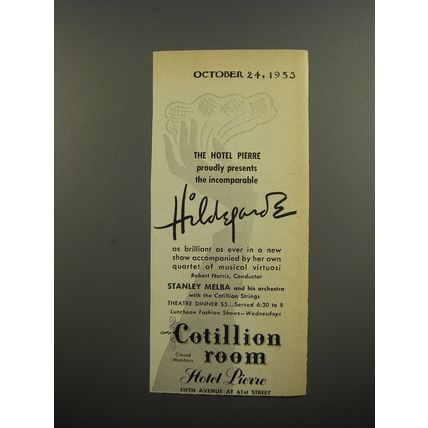 OCTOBER 24, 1953
THE HOTEL PIERRE
proudly presents
the incomparable
Hildegarde
as brilliant as ever in a new
show accompanied by her own
quartet of musical virtuosi
Robert Norris, Conductor
STANLEY MELBA and his orchestra
with the Cotillion Strings
THEATRE DINNER $5...Served 6:30 to 8
Luncheon Fashion Shows—Wednesdays
Cotillion
room
Closed
Mondays
Hotel Pierre
FIFTH AVENUE AT 61ST STREET